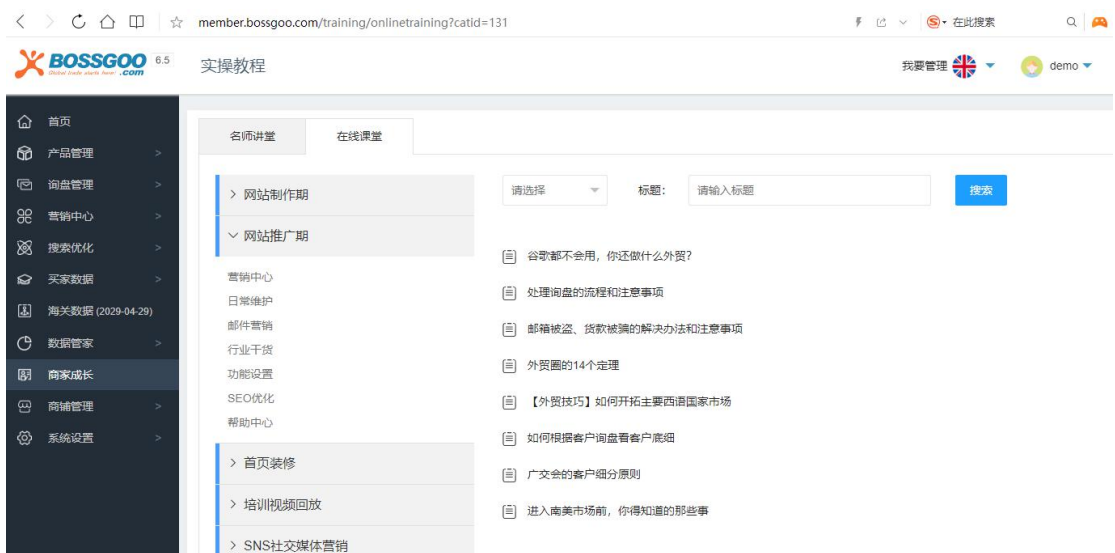 member.bossgoo.com/training/onlinetraining?catid=131
在此搜索
BOSSGOO 6.5
Global trade starts here! .COM
实操教程
我要管理
demo
首页
产品管理 >
询盘管理 >
营销中心 >
搜索优化 >
买家数据 >
海关数据 (2029-04-29)
数据管家 >
商家成长
商铺管理 >
系统设置 >
名师讲堂
在线课堂
网站制作期
网站推广期
营销中心
日常维护
邮件营销
行业干货
功能设置
SEO优化
帮助中心
首页装修
培训视频回放
SNS社交媒体营销
请选择
标题：
请输入标题
搜索
谷歌都不会用，你还做什么外贸？
处理询盘的流程和注意事项
邮箱被盗、货款被骗的解决办法和注意事项
外贸圈的14个定理
【外贸技巧】如何开拓主要西语国家市场
如何根据客户询盘看客户底细
广交会的客户细分原则
进入南美市场前，你得知道的那些事